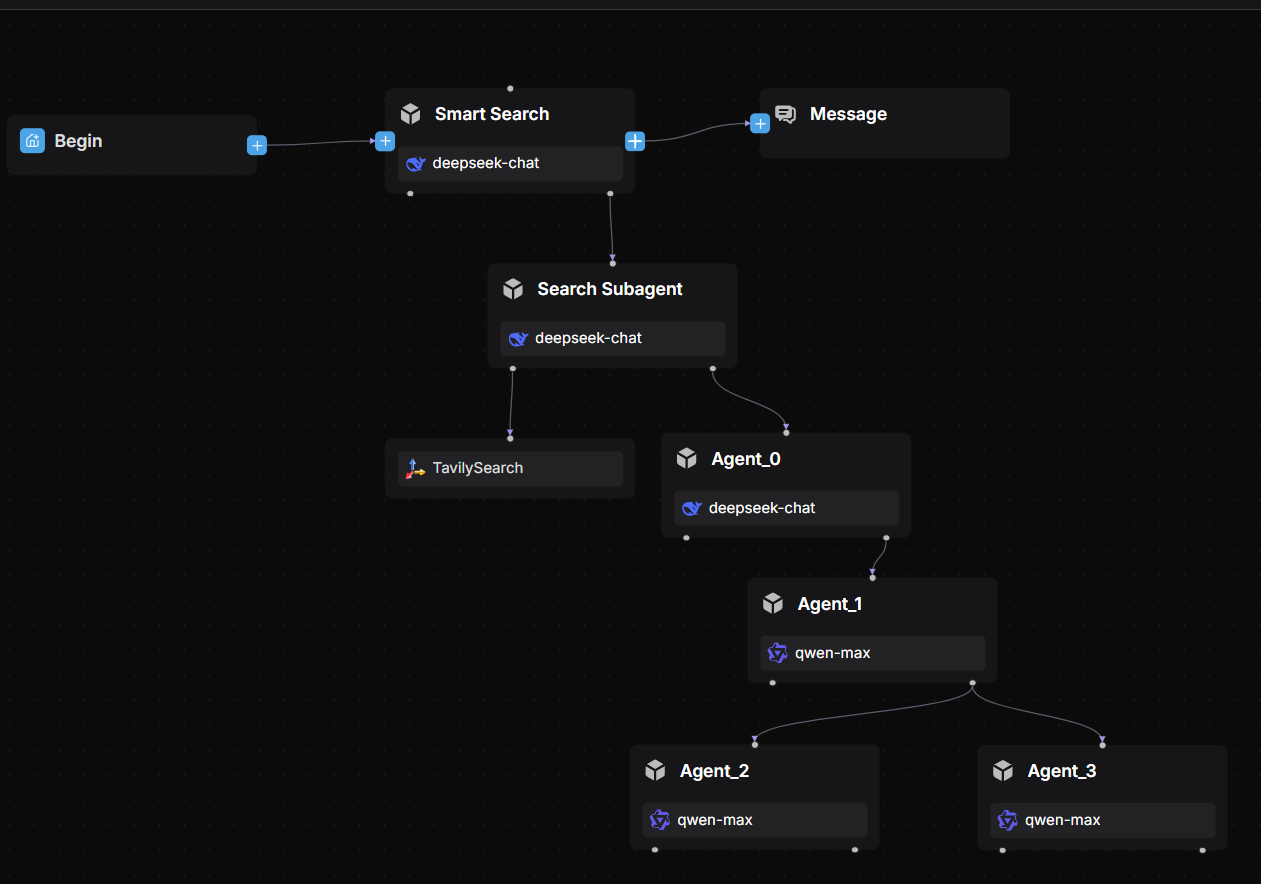 Begin
Smart Search
deepseek-chat
Message
Search Subagent
deepseek-chat
TavilySearch
Agent_0
deepseek-chat
Agent_1
qwen-max
Agent_2
qwen-max
Agent_3
qwen-max